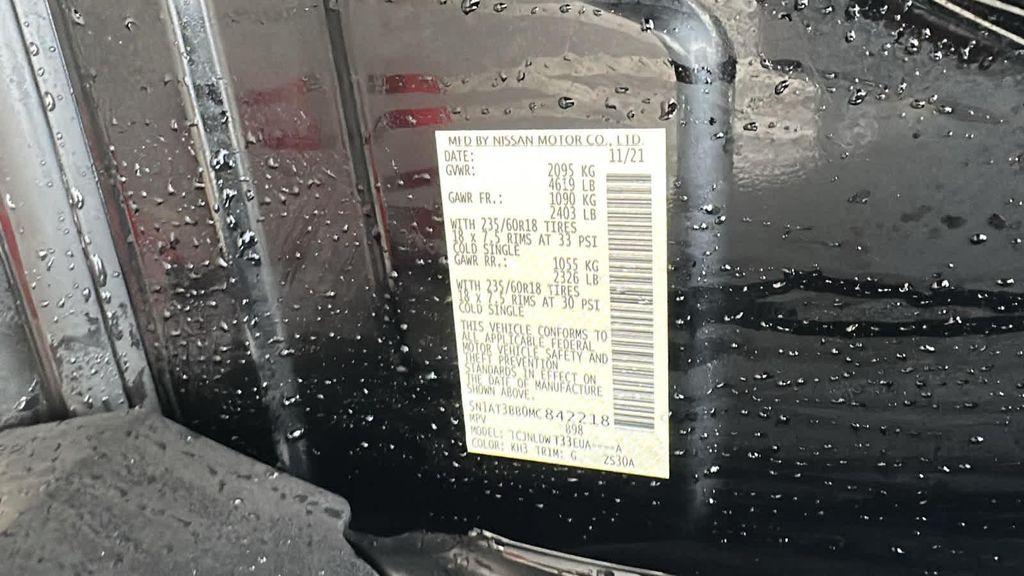 MFD BY NISSAN MOTOR CO., LTD.
DATE: 11/21
GVWR: 2095 KG
4619 LB
GAWR FR.: 1090 KG
2403 LB
WITH 235/60R18 TIRES
18 X 7.5 RIMS AT 33 PSI
COLD SINGLE
GAWR RR.: 1055 KG
2326 LB
WITH 235/60R18 TIRES
18 X 7.5 RIMS AT 30 PSI
COLD SINGLE
THIS VEHICLE CONFORMS TO
ALL APPLICABLE FEDERAL
MOTOR VEHICLE SAFETY AND
THEFT PREVENTION
STANDARDS IN EFFECT ON
THE DATE OF MANUFACTURE
SHOWN ABOVE.
5N1AT3BB0MC842218
MPV 098
MODEL: TCJNLDWT33EUA----A
COLOR: KH3 TRIM: G 2S30A